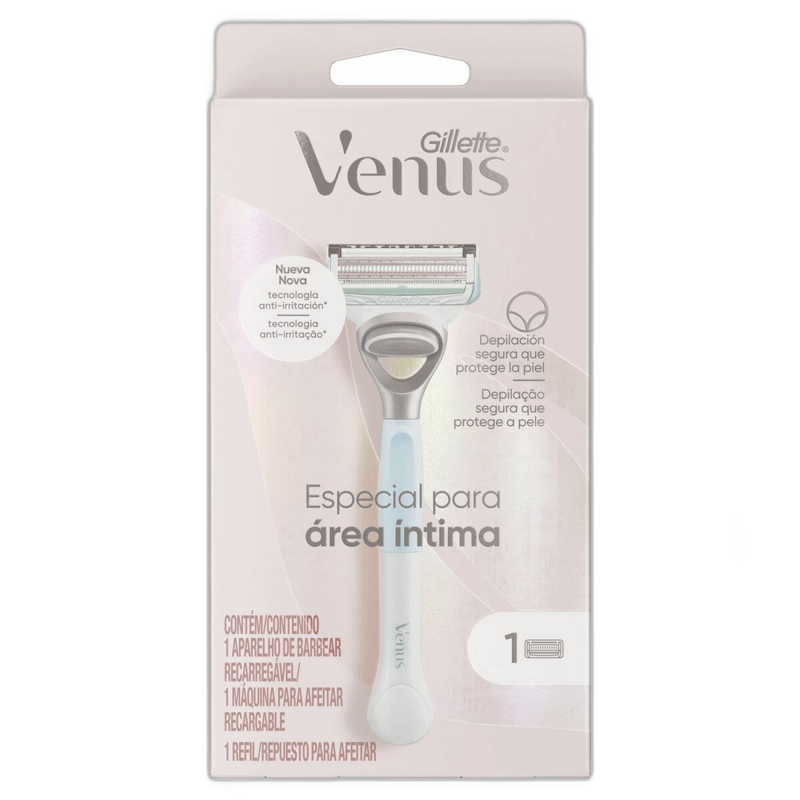 Gillette®
Venus
Nueva
Nova
tecnología
anti-irritación*
tecnologia
anti-irritação*
Gillette
Depilación
segura que
protege la piel
Depilação
segura que
protege a pele
Especial para
área íntima
Venus
1
CONTÉM/CONTENIDO
1 APARELHO DE BARBEAR
RECARREGÁVEL/
1 MÁQUINA PARA AFEITAR
RECARGABLE
1 REFIL/REPUESTO PARA AFEITAR